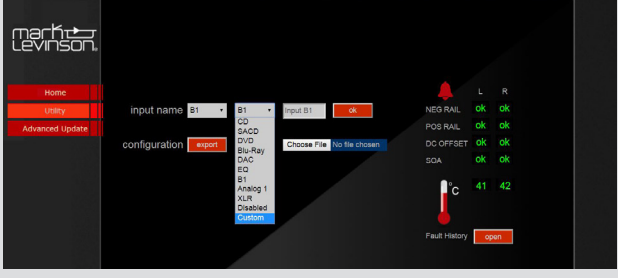 mark
Levinson®
Home
Utility
Advanced Update
input name B1 B1 Input B1 ok
CD
SACD
DVD
Blu-Ray
DAC
EQ
B1
Analog 1
XLR
Disabled
Custom
configuration export Choose File No file chosen
L R
NEG RAIL ok ok
POS RAIL ok ok
DC OFFSET ok ok
SOA ok ok
°C 41 42
Fault History open